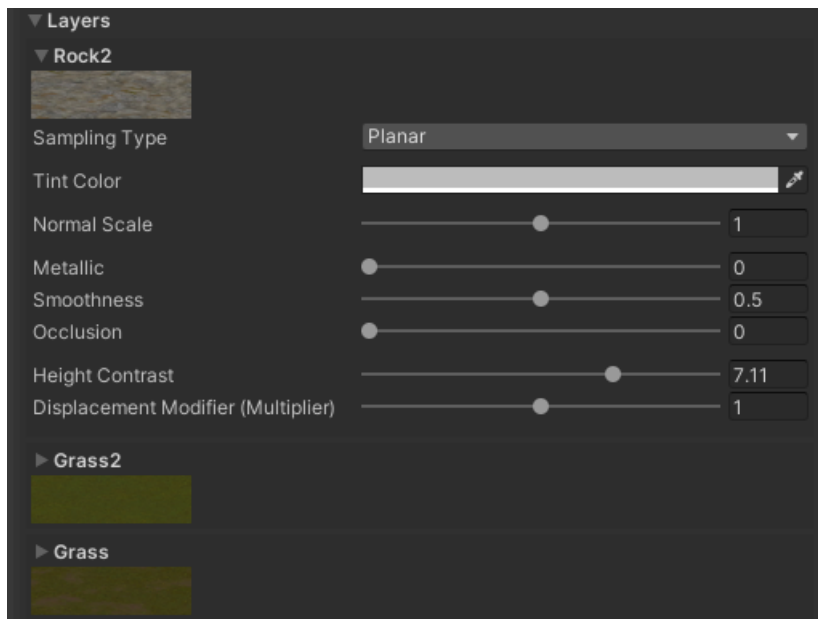 Layers
Rock2
Sampling Type Planar
Tint Color
Normal Scale 1
Metallic 0
Smoothness 0.5
Occlusion 0
Height Contrast 7.11
Displacement Modifier (Multiplier) 1
Grass2
Grass